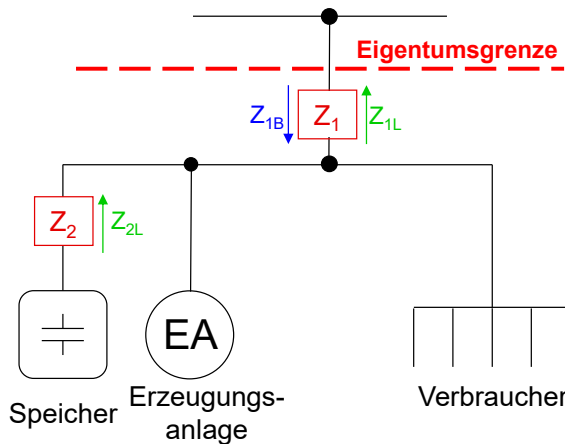 Eigentumsgrenze
Z1B
Z1
Z1L
Z2
Z2L
EA
Speicher
Erzeugungs-
anlage
Verbraucher